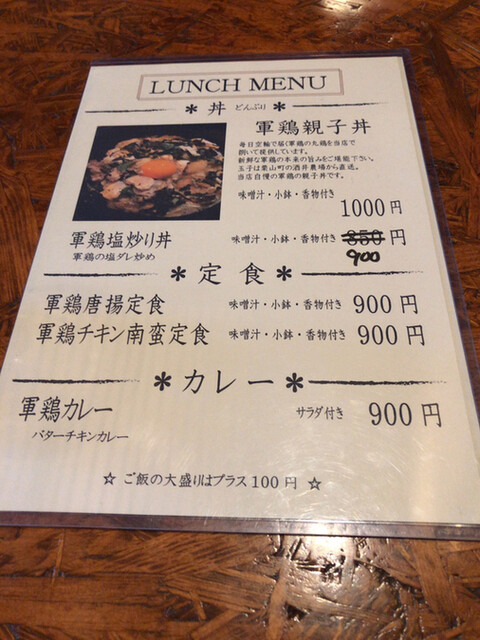 LUNCH MENU
＊ 丼 どんぶり ＊
軍鶏親子丼
毎日空輸で届く軍鶏の丸鶏を当店で
捌いて提供しています。
新鮮な軍鶏の本来の旨みをご堪能下さい。
玉子は栗山町の酒井農場から直送。
当店自慢の軍鶏の親子丼です。
味噌汁・小鉢・香物付き
1000円
軍鶏塩炒り丼 味噌汁・小鉢・香物付き 850円
軍鶏の塩ダレ炒め 900
＊定食＊
軍鶏唐揚定食 味噌汁・小鉢・香物付き 900円
軍鶏チキン南蛮定食 味噌汁・小鉢・香物付き 900円
＊カレー＊
軍鶏カレー サラダ付き 900円
バターチキンカレー
☆ ご飯の大盛りはプラス100円 ☆